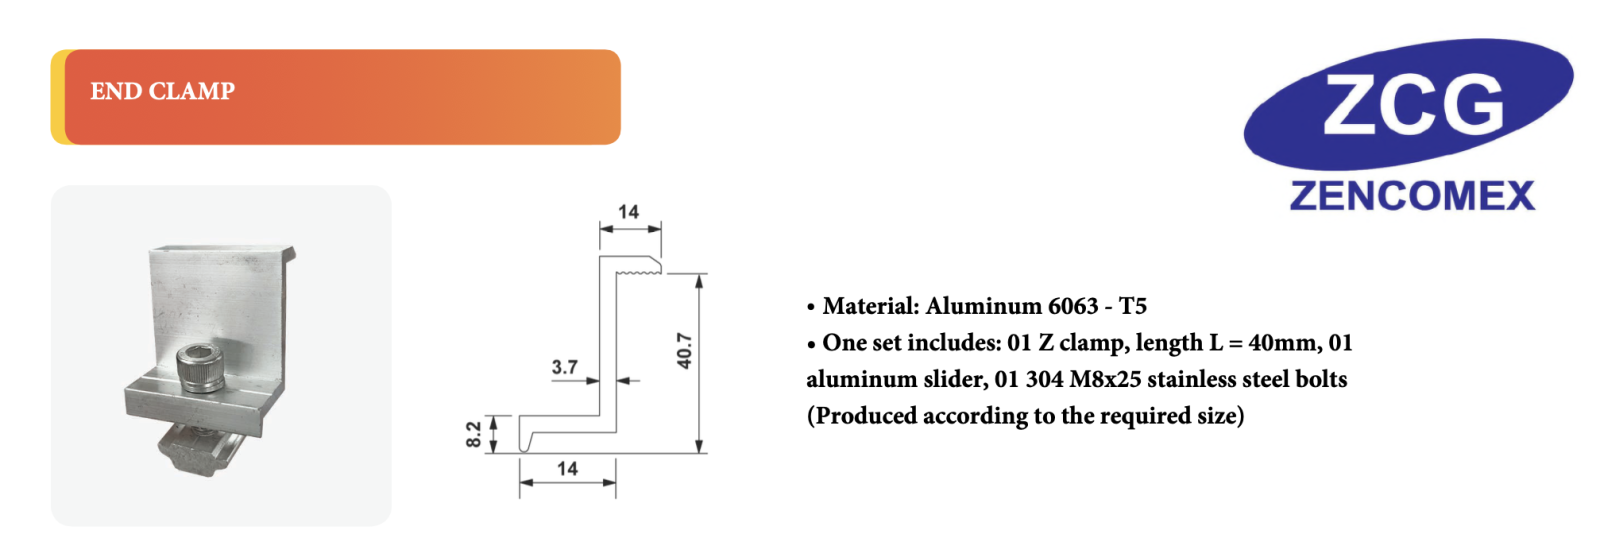 END CLAMP
ZCG
ZENCOMEX
14
3.7
40.7
8.2
14
• Material: Aluminum 6063 - T5
• One set includes: 01 Z clamp, length L = 40mm, 01
aluminum slider, 01 304 M8x25 stainless steel bolts
(Produced according to the required size)